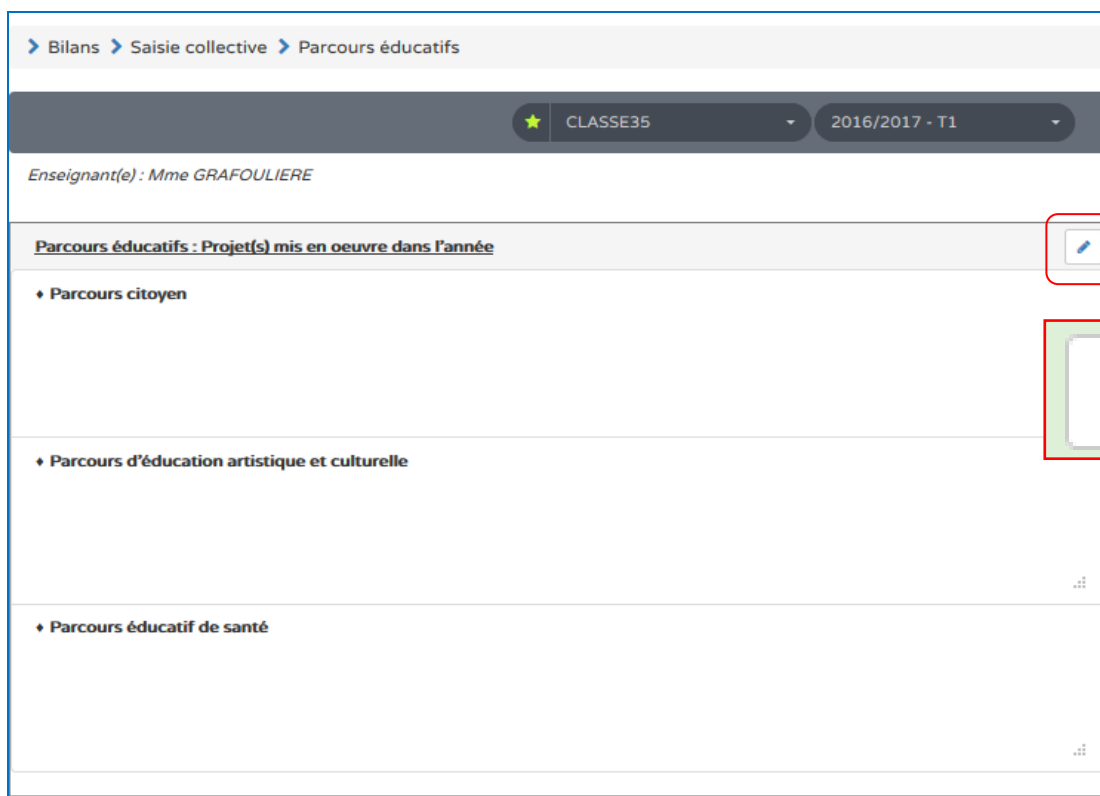 Bilans Saisie collective Parcours éducatifs
CLASSE35 2016/2017 - T1
Enseignant(e) : Mme GRAFOULIERE
Parcours éducatifs : Projet(s) mis en oeuvre dans l'année
♦ Parcours citoyen
♦ Parcours d'éducation artistique et culturelle
♦ Parcours éducatif de santé